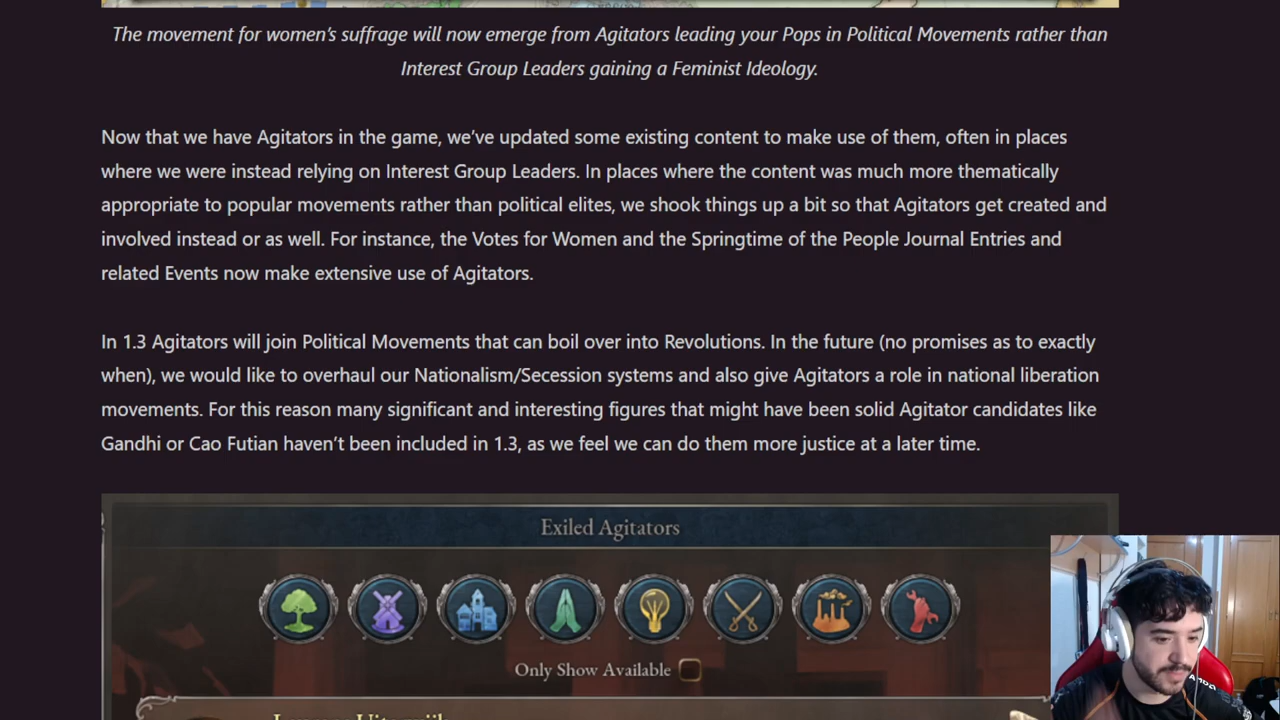 The movement for women's suffrage will now emerge from Agitators leading your Pops in Political Movements rather than
Interest Group Leaders gaining a Feminist Ideology.
Now that we have Agitators in the game, we've updated some existing content to make use of them, often in places
where we were instead relying on Interest Group Leaders. In places where the content was much more thematically
appropriate to popular movements rather than political elites, we shook things up a bit so that Agitators get created and
involved instead or as well. For instance, the Votes for Women and the Springtime of the People Journal Entries and
related Events now make extensive use of Agitators.
In 1.3 Agitators will join Political Movements that can boil over into Revolutions. In the future (no promises as to exactly
when), we would like to overhaul our Nationalism/Secession systems and also give Agitators a role in national liberation
movements. For this reason many significant and interesting figures that might have been solid Agitator candidates like
Gandhi or Cao Futian haven't been included in 1.3, as we feel we can do them more justice at a later time.
Exiled Agitators
Only Show Available